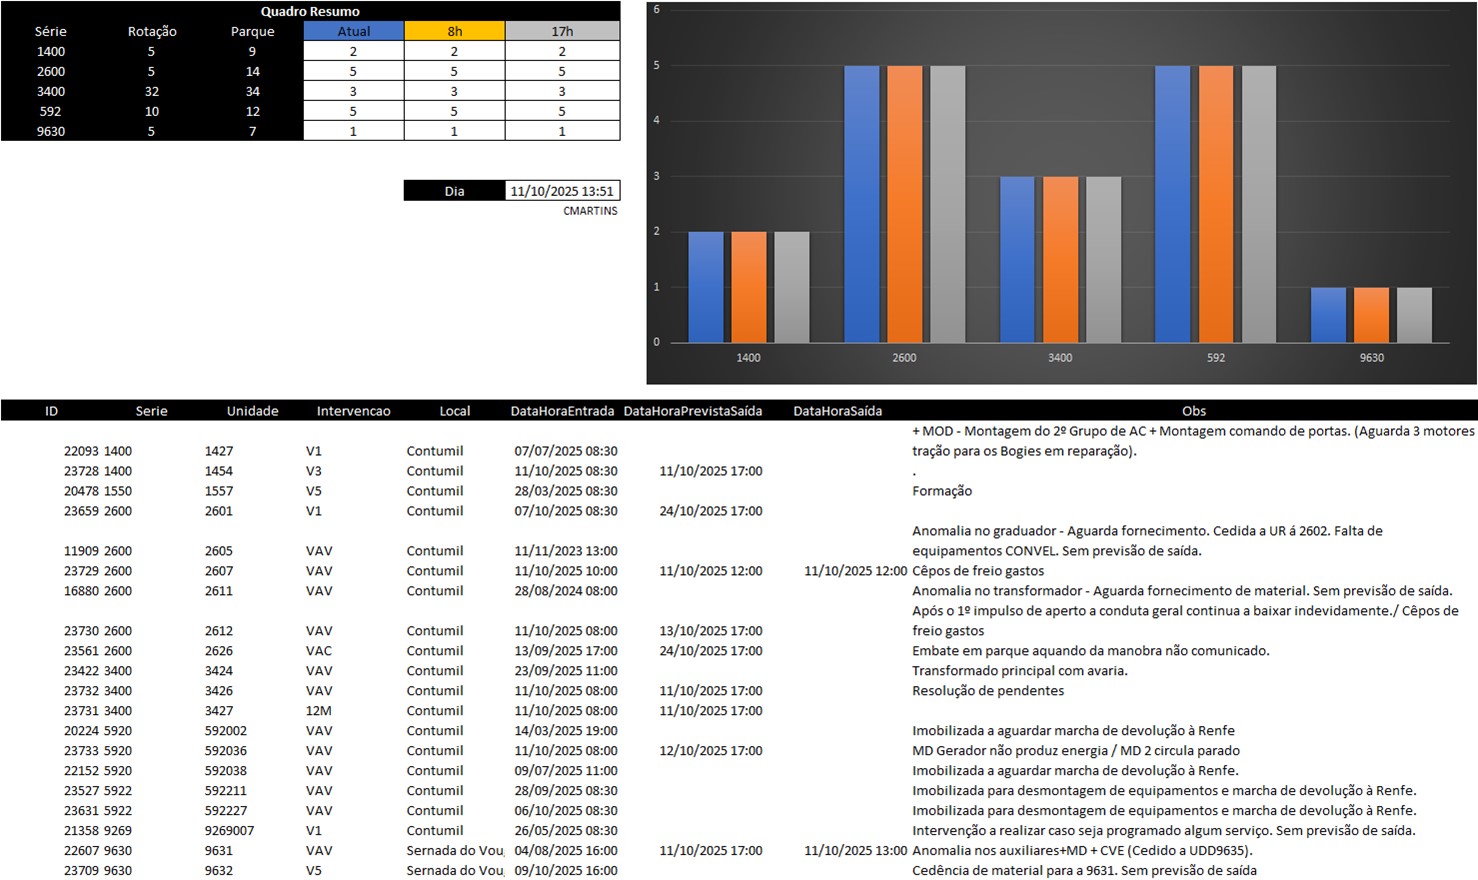 Quadro Resumo
Série Rotação Parque Atual 8h 17h
1400 5 9 2 2 2
2600 5 14 5 5 5
3400 32 34 3 3 3
592 10 12 5 5 5
9630 5 7 1 1 1
Dia 11/10/2025 13:51
CMARTINS
6
5
4
3
2
1
0
1400 2600 3400 592 9630
ID Serie Unidade Intervencao Local DataHoraEntrada DataHoraPrevistaSaída DataHoraSaída Obs
+ MOD - Montagem do 2º Grupo de AC + Montagem comando de portas. (Aguarda 3 motores
22093 1400 1427 V1 Contumil 07/07/2025 08:30 tração para os Bogies em reparação).
23728 1400 1454 V3 Contumil 11/10/2025 08:30 11/10/2025 17:00 .
20478 1550 1557 V5 Contumil 28/03/2025 08:30 Formação
23659 2600 2601 V1 Contumil 07/10/2025 08:30 24/10/2025 17:00
Anomalia no graduador - Aguarda fornecimento. Cedida a UR á 2602. Falta de
11909 2600 2605 VAV Contumil 11/11/2023 13:00 equipamentos CONVEL. Sem previsão de saída.
23729 2600 2607 VAV Contumil 11/10/2025 10:00 11/10/2025 12:00 11/10/2025 12:00 Cêpos de freio gastos
16880 2600 2611 VAV Contumil 28/08/2024 08:00 Anomalia no transformador - Aguarda fornecimento de material. Sem previsão de saída.
Após o 1º impulso de aperto a conduta geral continua a baixar indevidamente./ Cêpos de
23730 2600 2612 VAV Contumil 11/10/2025 08:00 13/10/2025 17:00 freio gastos
23561 2600 2626 VAC Contumil 13/09/2025 17:00 24/10/2025 17:00 Embate em parque aquando da manobra não comunicado.
23422 3400 3424 VAV Contumil 23/09/2025 11:00 Transformado principal com avaria.
23732 3400 3426 VAV Contumil 11/10/2025 08:00 11/10/2025 17:00 Resolução de pendentes
23731 3400 3427 12M Contumil 11/10/2025 08:00 11/10/2025 17:00
20224 5920 592002 VAV Contumil 14/03/2025 19:00 Imobilizada a aguardar marcha de devolução à Renfe
23733 5920 592036 VAV Contumil 11/10/2025 08:00 12/10/2025 17:00 MD Gerador não produz energia / MD 2 circula parado
22152 5920 592038 VAV Contumil 09/07/2025 11:00 Imobilizada a aguardar marcha de devolução à Renfe.
23527 5922 592211 VAV Contumil 28/09/2025 08:30 Imobilizada para desmontagem de equipamentos e marcha de devolução à Renfe.
23631 5922 592227 VAV Contumil 06/10/2025 08:30 Imobilizada para desmontagem de equipamentos e marcha de devolução à Renfe.
21358 9269 9269007 V1 Contumil 26/05/2025 08:30 Intervenção a realizar caso seja programado algum serviço. Sem previsão de saída.
22607 9630 9631 VAV Sernada do Vou 04/08/2025 16:00 11/10/2025 17:00 11/10/2025 13:00 Anomalia nos auxiliares+MD + CVE (Cedido a UDD9635).
23709 9630 9632 V5 Sernada do Vou 09/10/2025 16:00 Cedência de material para a 9631. Sem previsão de saída